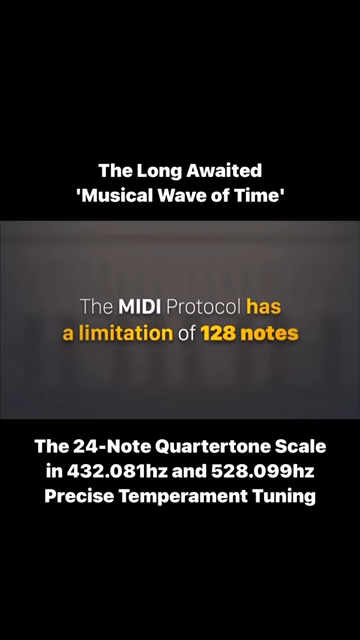 The Long Awaited
'Musical Wave of Time'
The MIDI Protocol has
a limitation of 128 notes
The 24-Note Quartertone Scale
in 432.081hz and 528.099hz
Precise Temperament Tuning